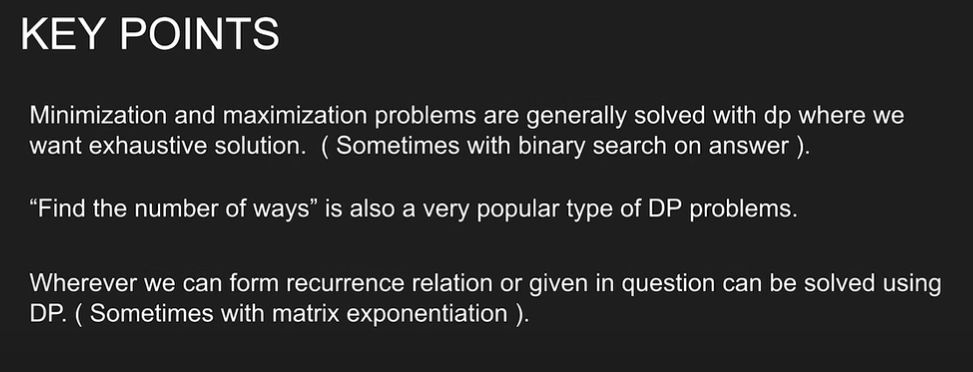 KEY POINTS
Minimization and maximization problems are generally solved with dp where we
want exhaustive solution.  ( Sometimes with binary search on answer ).
“Find the number of ways” is also a very popular type of DP problems.
Wherever we can form recurrence relation or given in question can be solved using
DP. ( Sometimes with matrix exponentiation ).